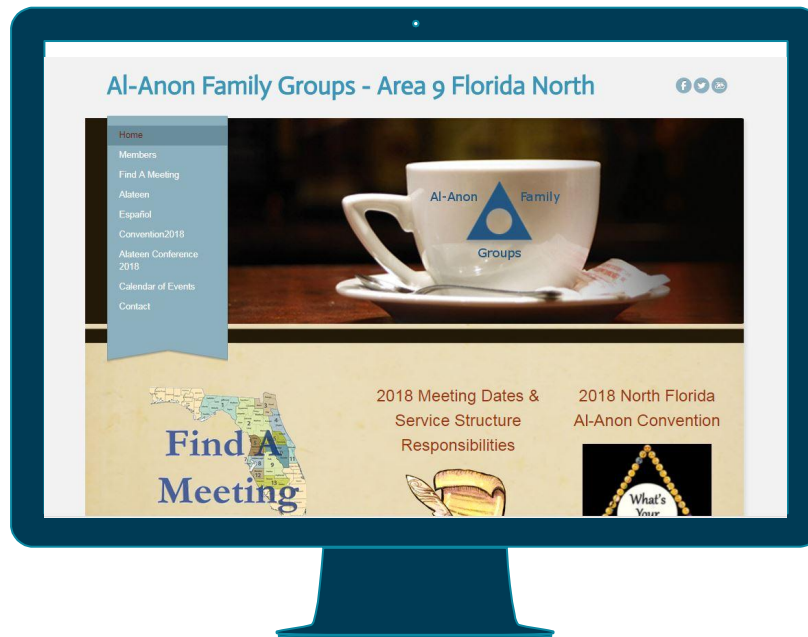 Al-Anon Family Groups - Area 9 Florida North
Home
Members
Find A Meeting
Alateen
Español
Convention2018
Alateen Conference
2018
Calendar of Events
Contact
Al-Anon Family
Groups
Find A
Meeting
2018 Meeting Dates &
Service Structure
Responsibilities
2018 North Florida
Al-Anon Convention
What's
Your